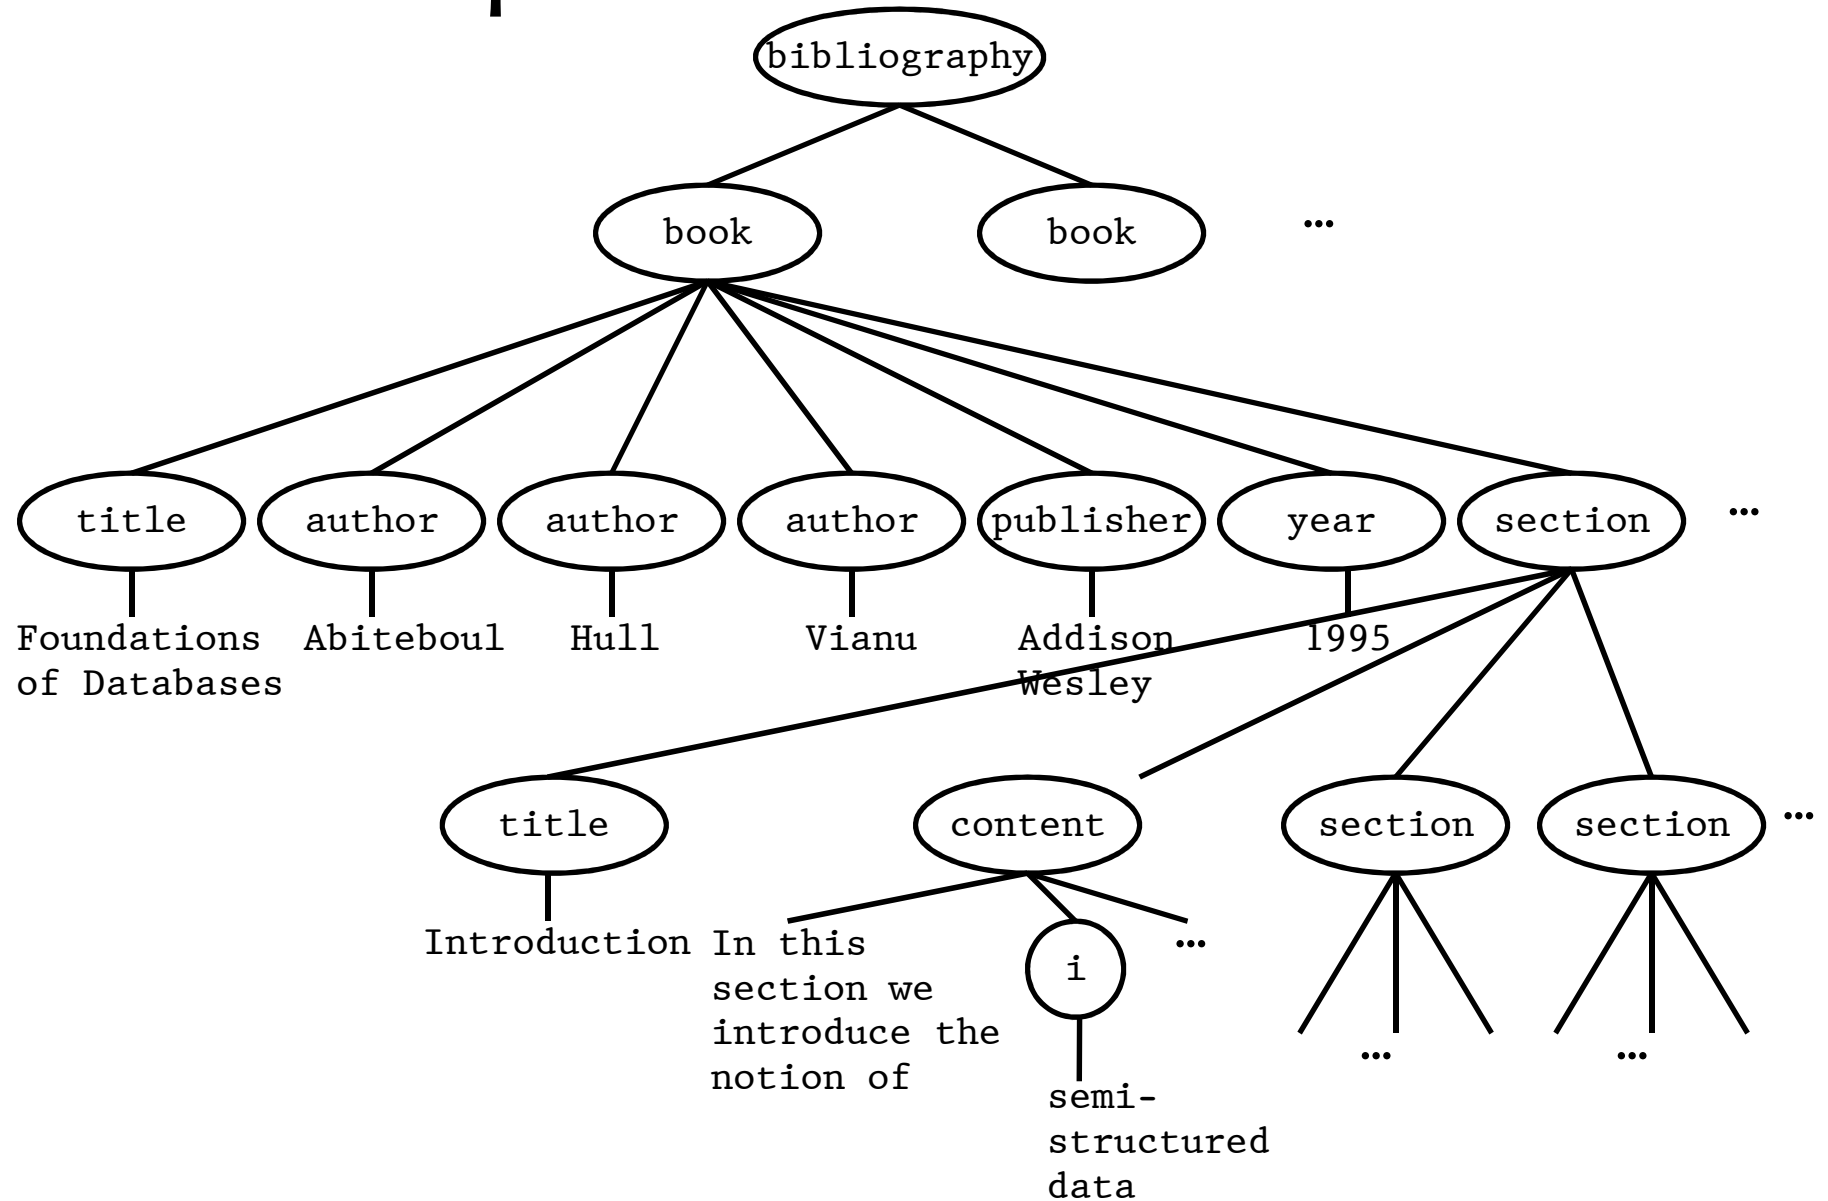 bibliography
book
book
...
title
author
author
author
publisher
year
section
...
Foundations
of Databases
Abiteboul
Hull
Vianu
Addison
Wesley
1995
title
content
section
section
...
Introduction
In this
section we
introduce the
notion of
i
...
semi-
structured
data
...
...